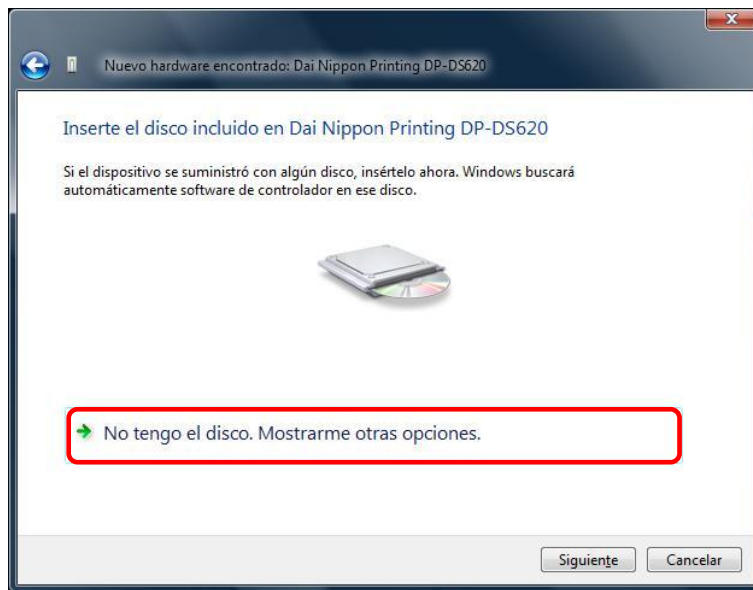 Nuevo hardware encontrado: Dai Nippon Printing DP-DS620
Inserte el disco incluido en Dai Nippon Printing DP-DS620
Si el dispositivo se suministró con algún disco, insértelo ahora. Windows buscará
automáticamente software de controlador en ese disco.
No tengo el disco. Mostrarme otras opciones.
Siguiente
Cancelar